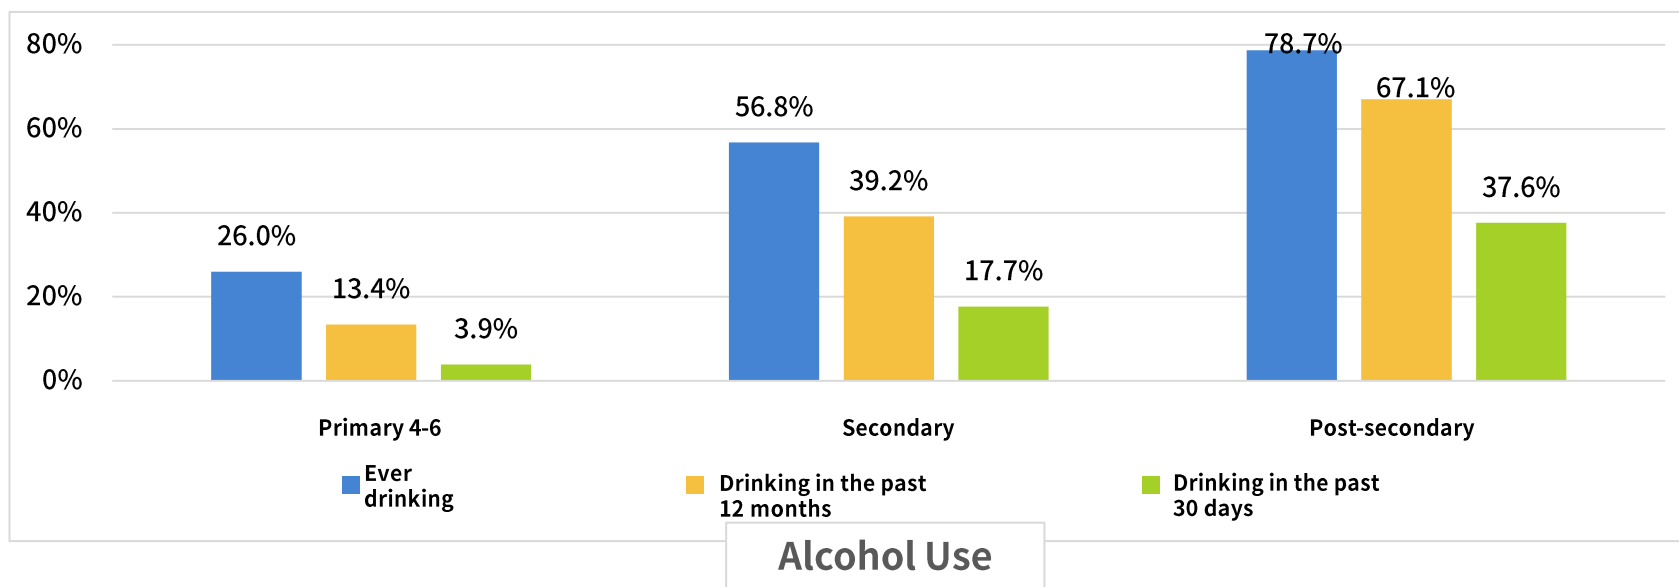 80%
60%
40%
20%
0%
26.0%
13.4%
3.9%
56.8%
39.2%
17.7%
78.7%
67.1%
37.6%
Primary 4-6
Secondary
Post-secondary
Ever
drinking
Drinking in the past
12 months
Drinking in the past
30 days
Alcohol Use